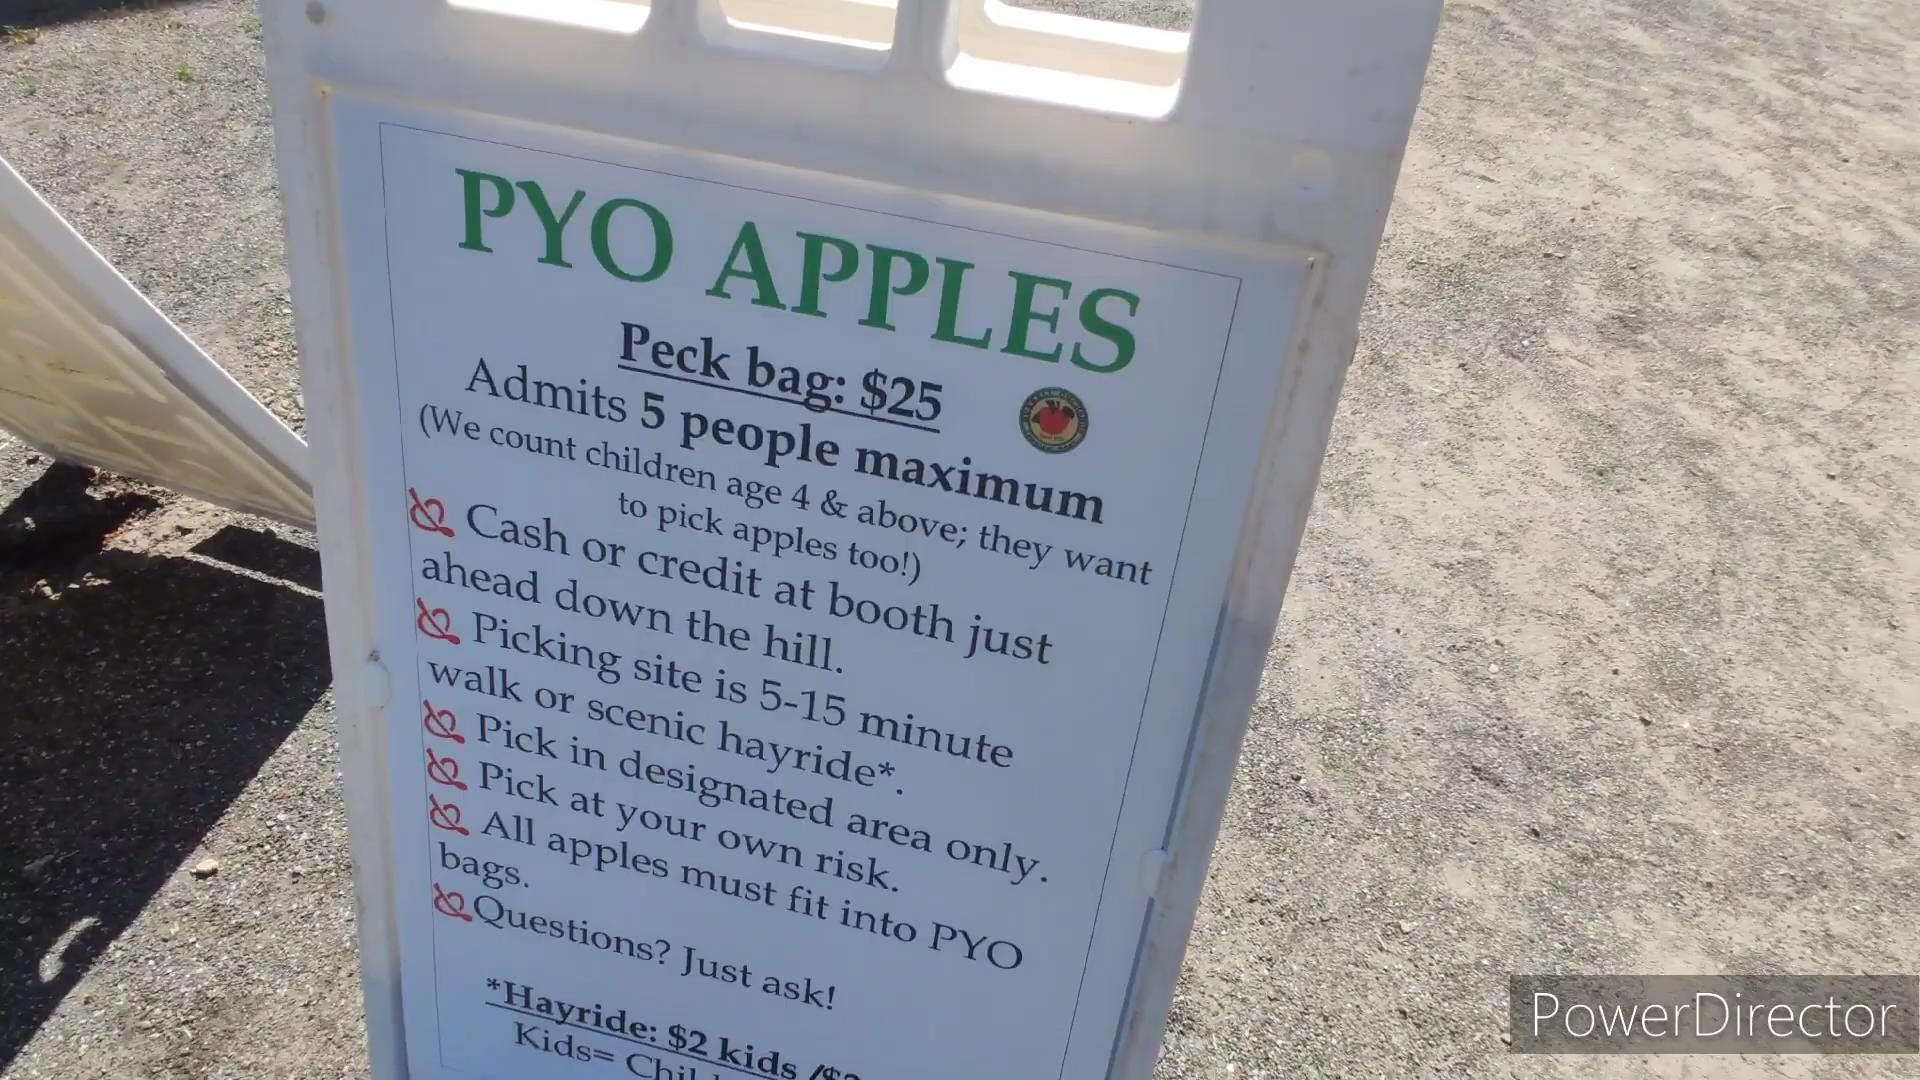 PYO APPLES
Peck bag: $25
Admits 5 people maximum
(We count children age 4 & above; they want
to pick apples too!)
Cash or credit at booth just
ahead down the hill.
Picking site is 5-15 minute
walk or scenic hayride*.
Pick in designated area only.
Pick at your own risk.
All apples must fit into PYO
bags.
Questions? Just ask!
*Hayride: $2 kids
Kids=
PowerDirector